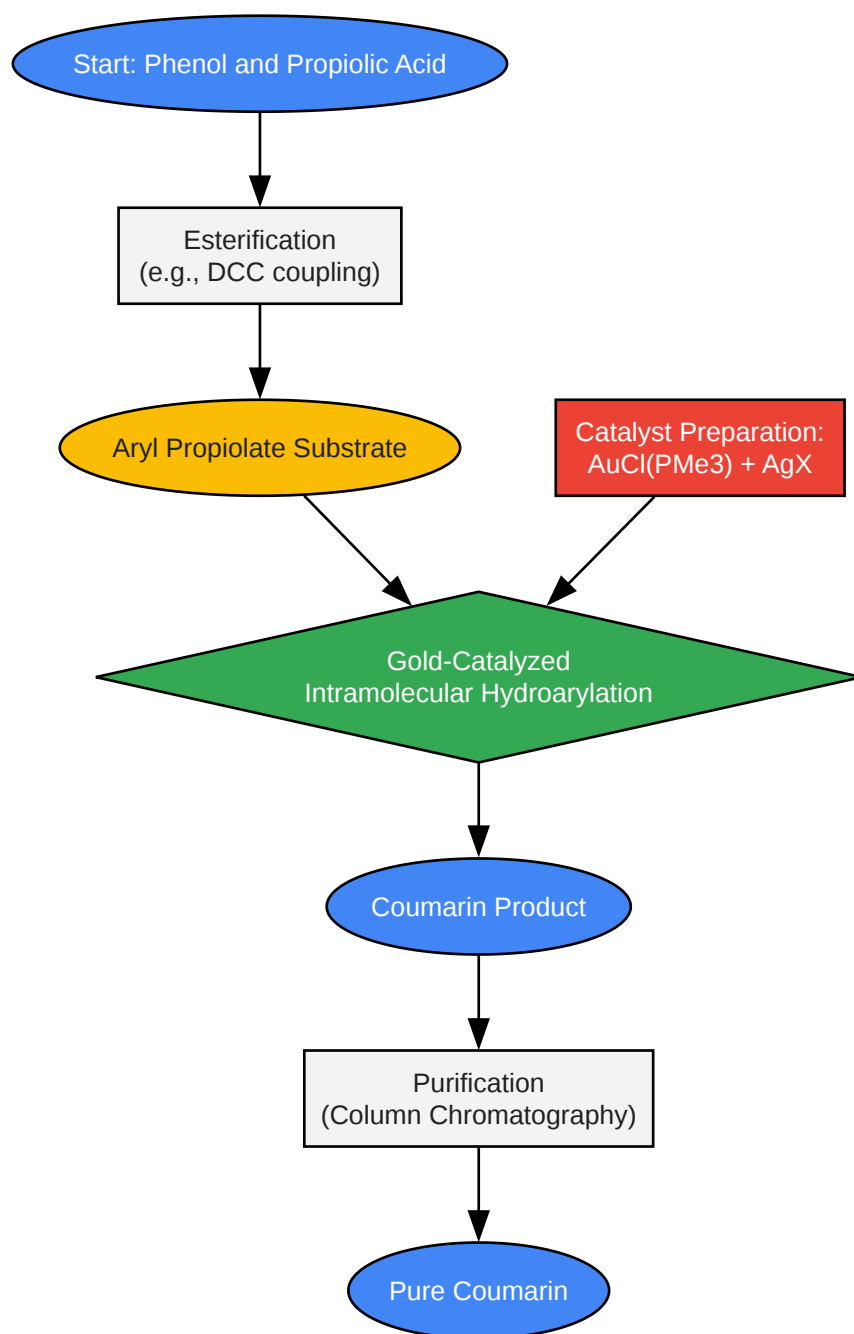 Start: Phenol and Propiolic Acid
Esterification
(e.g., DCC coupling)
Aryl Propiolate Substrate
Catalyst Preparation:
AuCl(PMe3) + AgX
Gold-Catalyzed
Intramolecular Hydroarylation
Coumarin Product
Purification
(Column Chromatography)
Pure Coumarin